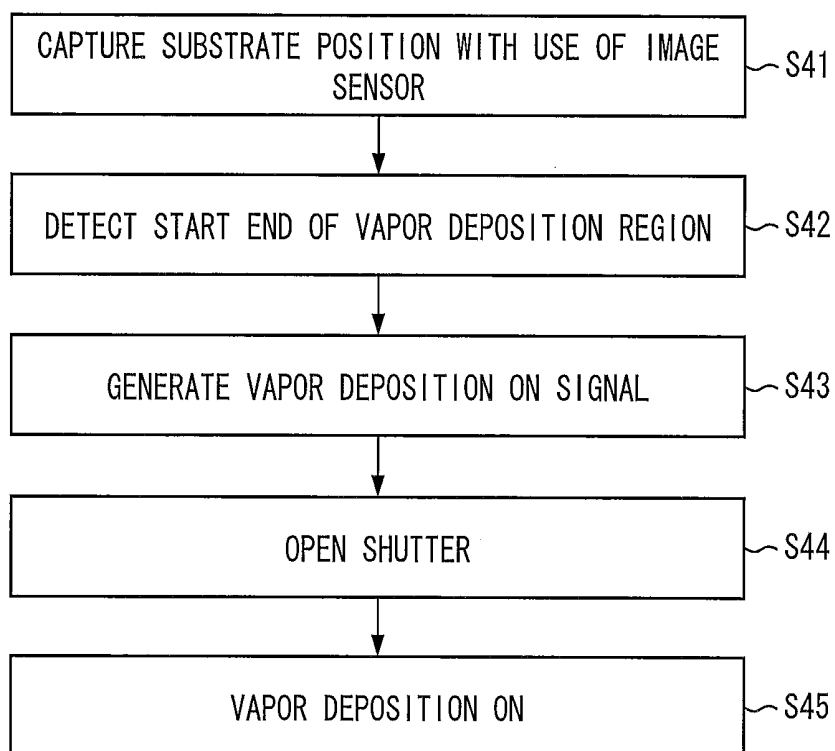 CAPTURE SUBSTRATE POSITION WITH USE OF IMAGE
SENSOR
S41
DETECT START END OF VAPOR DEPOSITION REGION
S42
GENERATE VAPOR DEPOSITION ON SIGNAL
S43
OPEN SHUTTER
S44
VAPOR DEPOSITION ON
S45